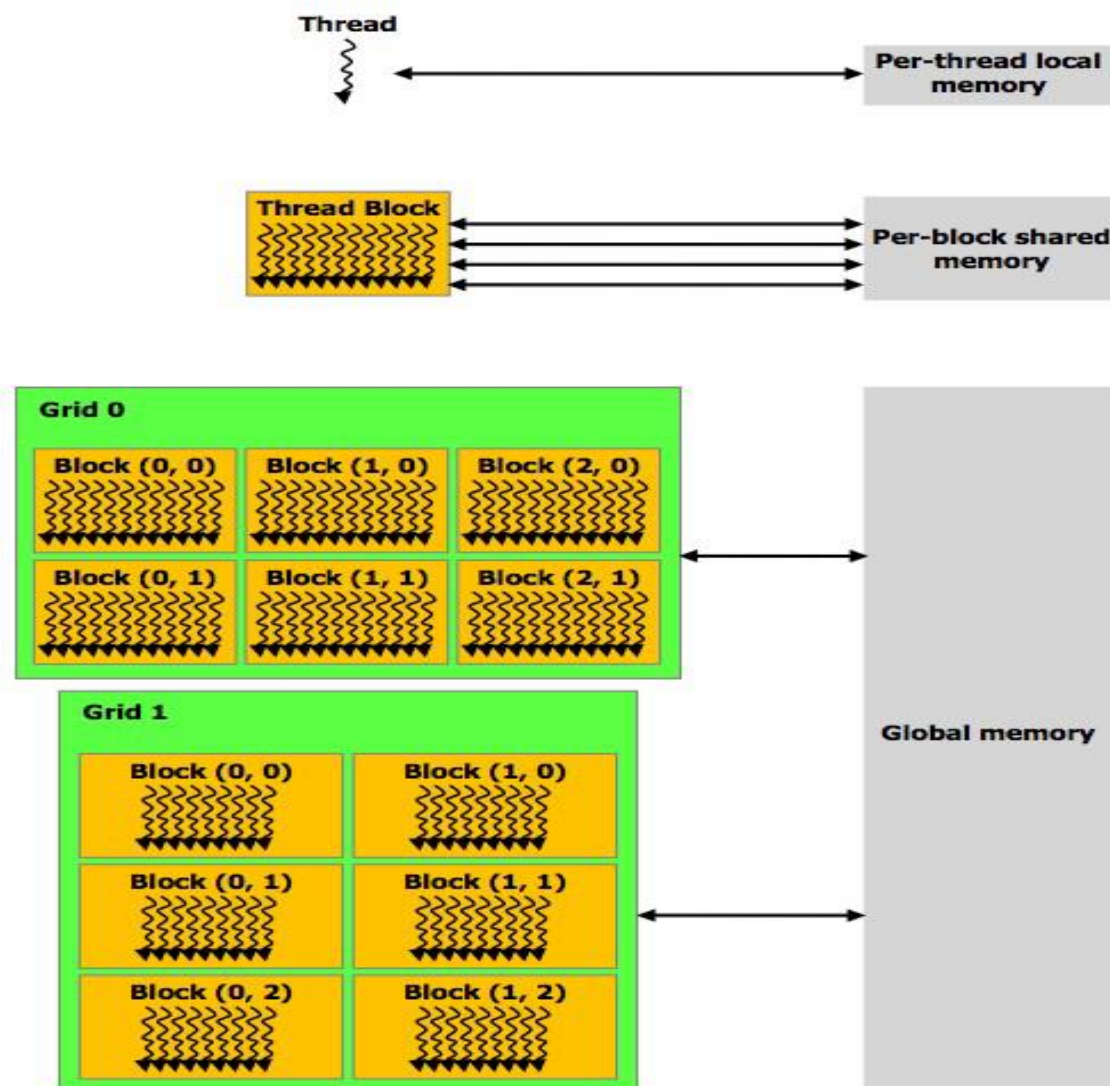 Thread
Per-thread local
memory
Thread Block
Per-block shared
memory
Grid 0
Block (0, 0)
Block (1, 0)
Block (2, 0)
Block (0, 1)
Block (1, 1)
Block (2, 1)
Grid 1
Global memory
Block (0, 0)
Block (1, 0)
Block (0, 1)
Block (1, 1)
Block (0, 2)
Block (1, 2)